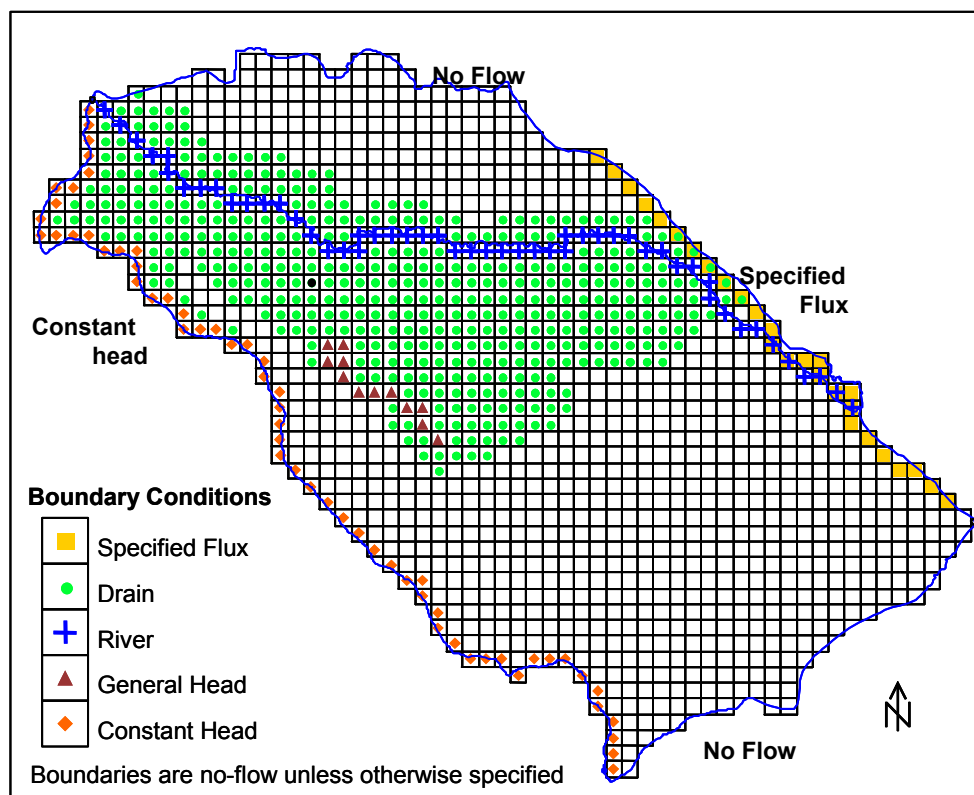 No Flow
Specified
Flux
Constant
head
Boundary Conditions
Specified Flux
Drain
River
General Head
Constant Head
N
No Flow
Boundaries are no-flow unless otherwise specified